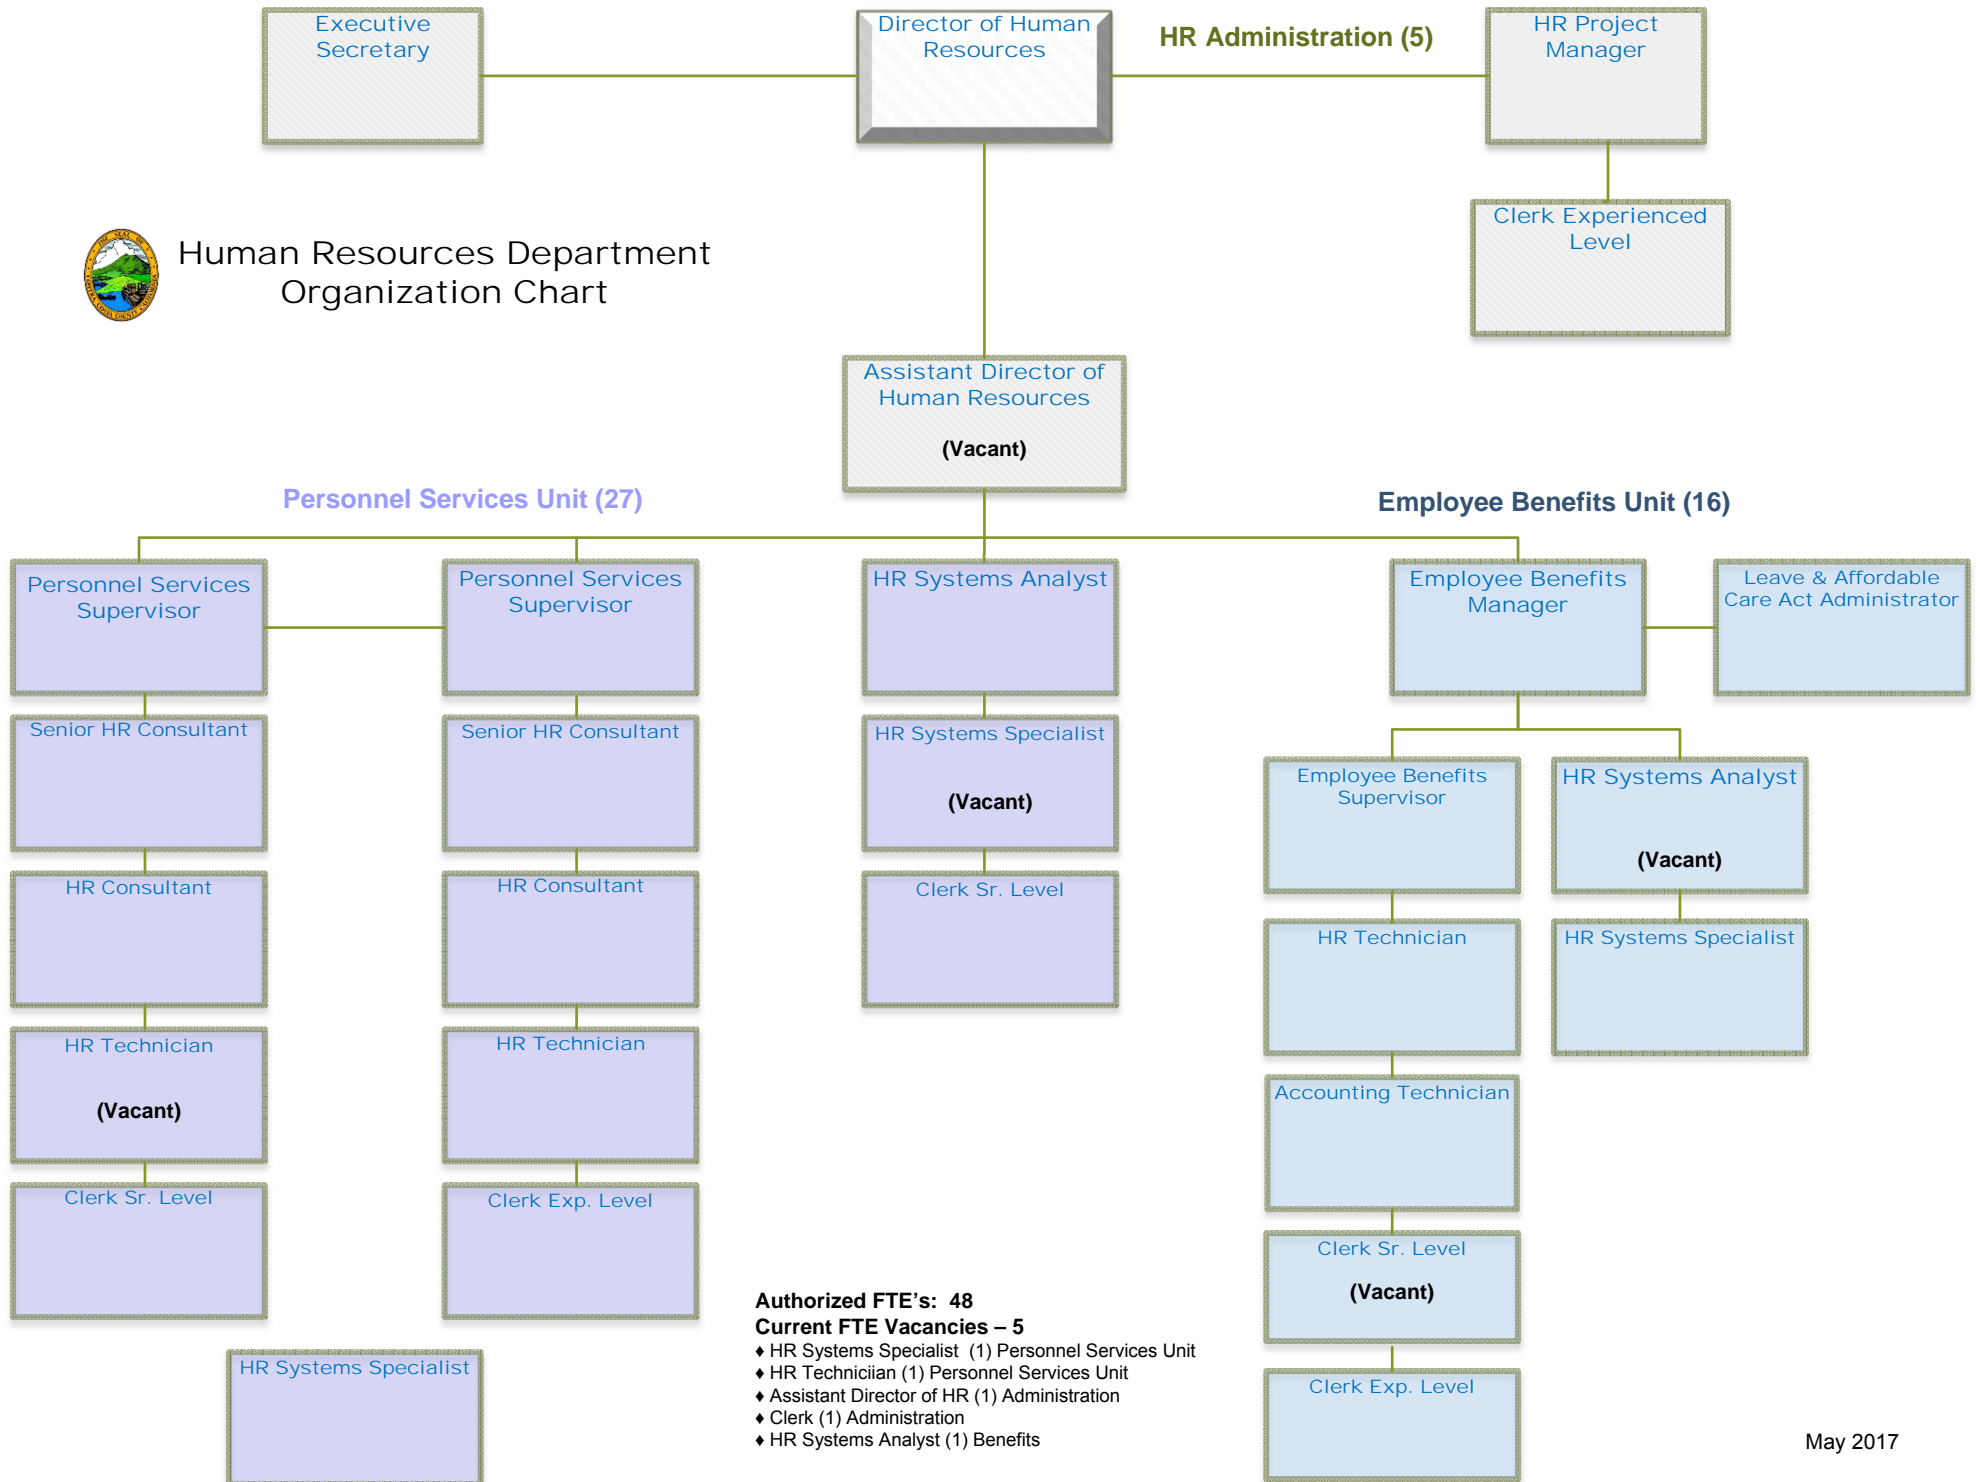 Executive
Secretary
Director of Human
Resources
HR Administration (5)
HR Project
Manager
Clerk Experienced
Level
Human Resources Department
Organization Chart
Assistant Director of
Human Resources
(Vacant)
Personnel Services Unit (27)
Employee Benefits Unit (16)
Personnel Services
Supervisor
Personnel Services
Supervisor
HR Systems Analyst
Employee Benefits
Manager
Leave & Affordable
Care Act Administrator
Senior HR Consultant
Senior HR Consultant
HR Systems Specialist
(Vacant)
Employee Benefits
Supervisor
HR Systems Analyst
(Vacant)
HR Consultant
HR Consultant
Clerk Sr. Level
HR Technician
HR Systems Specialist
HR Technician
(Vacant)
HR Technician
Accounting Technician
Clerk Sr. Level
Clerk Exp. Level
Clerk Sr. Level
(Vacant)
HR Systems Specialist
Clerk Exp. Level
Authorized FTE's:  48
Current FTE Vacancies – 5
♦ HR Systems Specialist  (1) Personnel Services Unit
♦ HR Techniciian (1) Personnel Services Unit
♦ Assistant Director of HR (1) Administration
♦ Clerk (1) Administration
♦ HR Systems Analyst (1) Benefits
May 2017